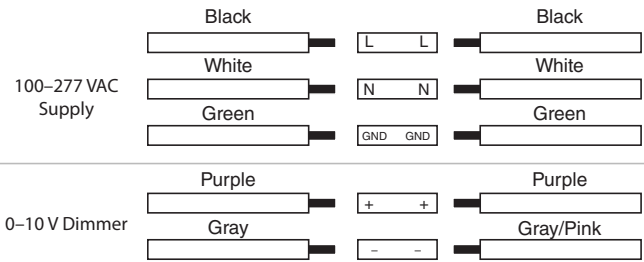 Black Black
L L
White White
100–277 VAC
Supply
N N
Green Green
GND GND
Purple Purple
+ +
0–10 V Dimmer
Gray Gray/Pink
– –